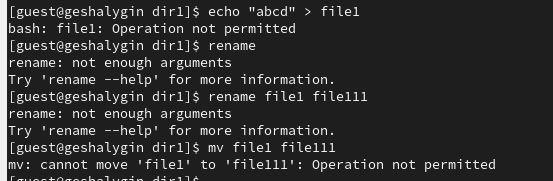 [guest@geshalygin dir1]$ echo "abcd" > file1
bash: file1: Operation not permitted
[guest@geshalygin dir1]$ rename
rename: not enough arguments
Try 'rename --help' for more information.
[guest@geshalygin dir1]$ rename file1 file111
rename: not enough arguments
Try 'rename --help' for more information.
[guest@geshalygin dir1]$ mv file1 file111
mv: cannot move 'file1' to 'file111': Operation not permitted
[guest@geshalygin dir1]$